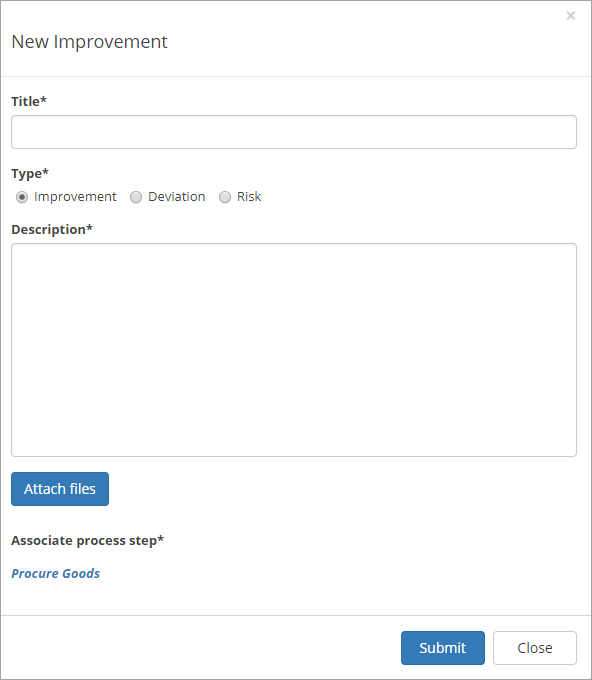 ×
New Improvement
Title*
Type*
Improvement Deviation Risk
Description*
Attach files
Associate process step*
Procure Goods
Submit Close